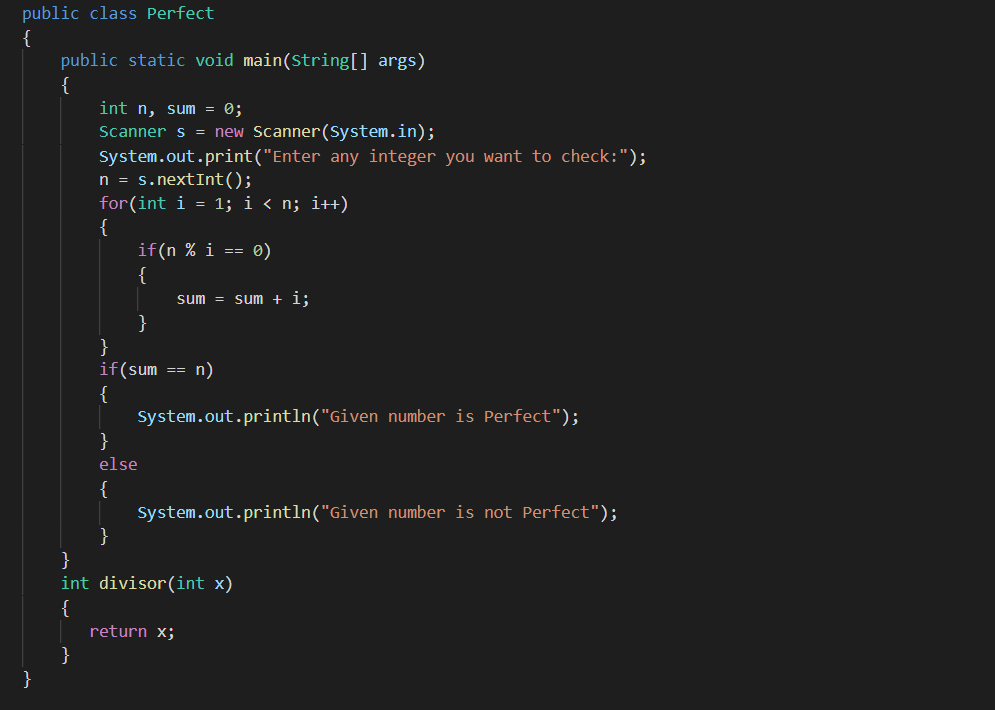 public class Perfect
{
    public static void main(String[] args)
    {
        int n, sum = 0;
        Scanner s = new Scanner(System.in);
        System.out.print("Enter any integer you want to check:");
        n = s.nextInt();
        for(int i = 1; i < n; i++)
        {
            if(n % i == 0)
            {
                sum = sum + i;
            }
        }
        if(sum == n)
        {
            System.out.println("Given number is Perfect");
        }
        else
        {
            System.out.println("Given number is not Perfect");
        }
    }
    int divisor(int x)
    {
       return x;
    }
}